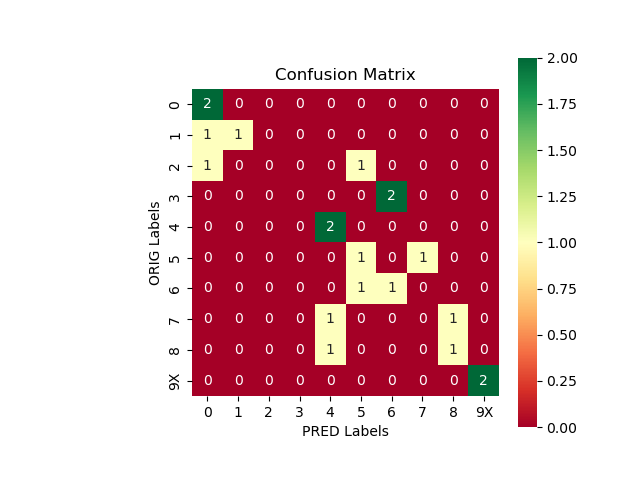 Confusion Matrix
ORIG Labels
0 2 0 0 0 0 0 0 0 0 0
1 1 1 0 0 0 0 0 0 0 0
2 1 0 0 0 0 1 0 0 0 0
3 0 0 0 0 0 0 2 0 0 0
4 0 0 0 0 2 0 0 0 0 0
5 0 0 0 0 0 1 0 1 0 0
6 0 0 0 0 0 1 1 0 0 0
7 0 0 0 0 1 0 0 0 1 0
8 0 0 0 0 1 0 0 0 1 0
9X 0 0 0 0 0 0 0 0 0 2
0 1 2 3 4 5 6 7 8 9X
PRED Labels
2.00
1.75
1.50
1.25
1.00
0.75
0.50
0.25
0.00